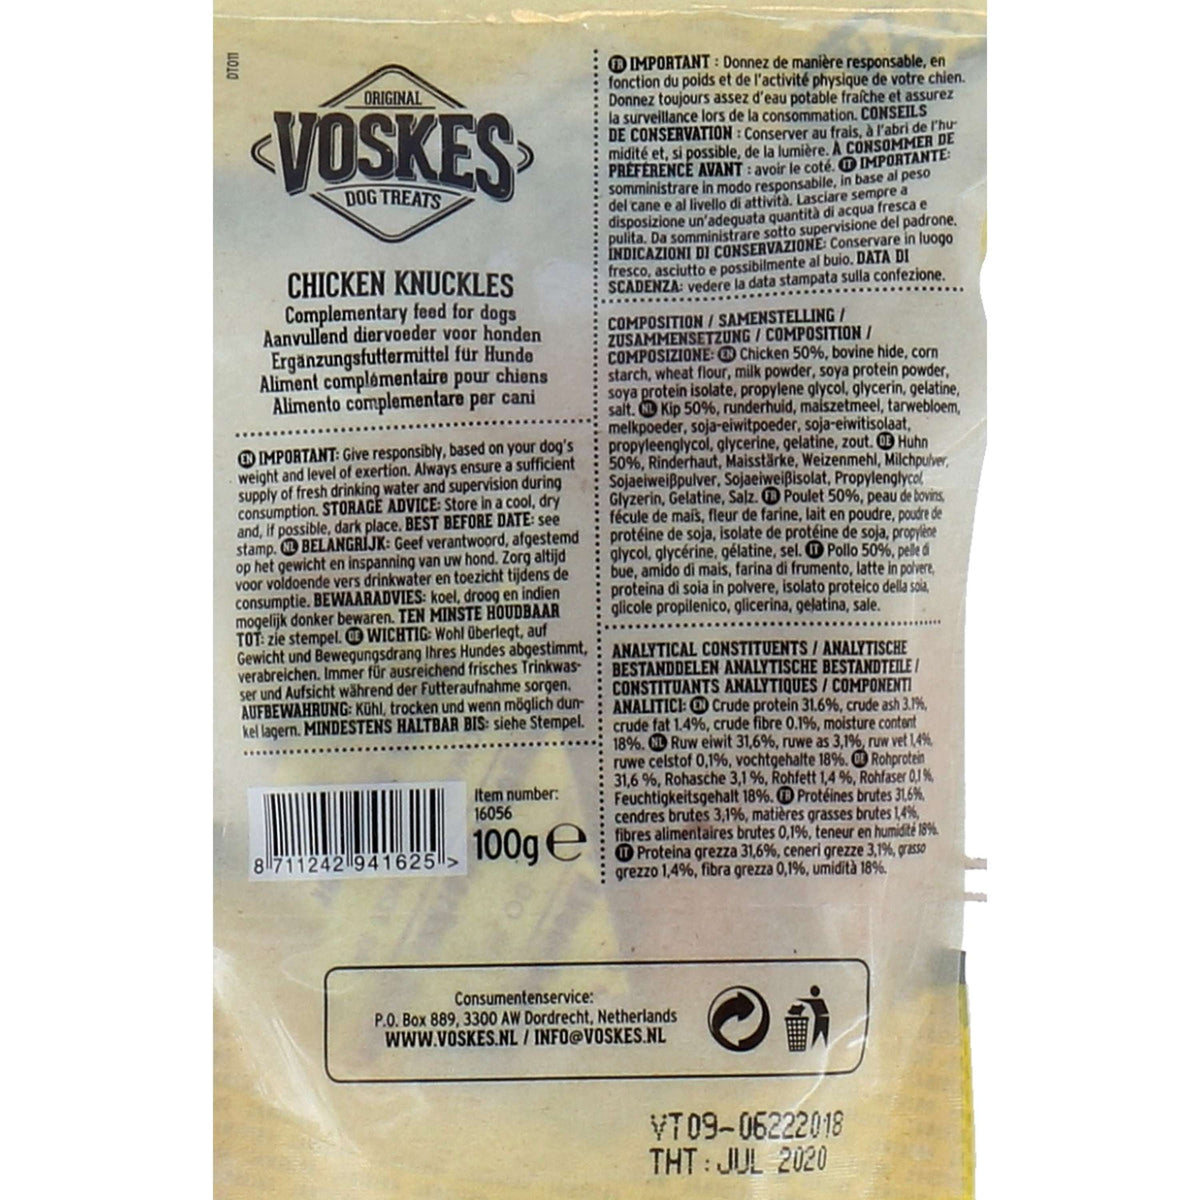 DT011
ORIGINAL
VOSKES
DOG TREATS
CHICKEN KNUCKLES
Complementary feed for dogs
Aanvullend diervoeder voor honden
Ergänzungsfuttermittel für Hunde
Aliment complémentaire pour chiens
Alimento complementare per cani
EN IMPORTANT: Give responsibly, based on your dog's
weight and level of exertion. Always ensure a sufficient
supply of fresh drinking water and supervision during
consumption. STORAGE ADVICE: Store in a cool, dry
and, if possible, dark place. BEST BEFORE DATE: see
stamp. NL BELANGRIJK: Geef verantwoord, afgestemd
op het gewicht en inspanning van uw hond. Zorg altijd
voor voldoende vers drinkwater en toezicht tijdens de
consumptie. BEWAARADVIES: koel, droog en indien
mogelijk donker bewaren. TEN MINSTE HOUDBAAR
TOT: zie stempel. DE WICHTIG: Wohl überlegt, auf
Gewicht und Bewegungsdrang Ihres Hundes abgestimmt,
verabreichen. Immer für ausreichend frisches Trinkwas-
ser und Aufsicht während der Futteraufnahme sorgen.
AUFBEWAHRUNG: Kühl, trocken und wenn möglich dun-
kel lagern. MINDESTENS HALTBAR BIS: siehe Stempel.
8 711242 941625 >
Item number:
16056
100g ℮
FR IMPORTANT : Donnez de manière responsable, en
fonction du poids et de l'activité physique de votre chien.
Donnez toujours assez d'eau potable fraîche et assurez
la surveillance lors de la consommation. CONSEILS
DE CONSERVATION : Conserver au frais, à l'abri de l'hu-
midité et, si possible, de la lumière. À CONSOMMER DE
PRÉFÉRENCE AVANT : avoir le coté. IT IMPORTANTE:
somministrare in modo responsabile, in base al peso
del cane e al livello di attività. Lasciare sempre a
disposizione un'adeguata quantità di acqua fresca e
pulita. Da somministrare sotto supervisione del padrone.
INDICAZIONI DI CONSERVAZIONE: Conservare in luogo
fresco, asciutto e possibilmente al buio. DATA DI
SCADENZA: vedere la data stampata sulla confezione.
COMPOSITION / SAMENSTELLING /
ZUSAMMENSETZUNG / COMPOSITION /
COMPOSIZIONE: EN Chicken 50%, bovine hide, corn
starch, wheat flour, milk powder, soya protein powder,
soya protein isolate, propylene glycol, glycerin, gelatine,
salt. NL Kip 50%, runderhuid, maiszetmeel, tarwebloem,
melkpoeder, soja-eiwitpoeder, soja-eiwitisolaat,
propyleenglycol, glycerine, gelatine, zout. DE Huhn
50%, Rinderhaut, Maisstärke, Weizenmehl, Milchpulver,
Sojaeiweißpulver, Sojaeiweißisolat, Propylenglycol,
Glyzerin, Gelatine, Salz. FR Poulet 50%, peau de bovins,
fécule de maïs, fleur de farine, lait en poudre, poudre de
protéine de soja, isolate de protéine de soja, propylène
glycol, glycérine, gélatine, sel. IT Pollo 50%, pelle di
bue, amido di mais, farina di frumento, latte in polvere,
proteina di soia in polvere, isolato proteico della soia,
glicole propilenico, glicerina, gelatina, sale.
ANALYTICAL CONSTITUENTS / ANALYTISCHE
BESTANDDELEN ANALYTISCHE BESTANDTEILE /
CONSTITUANTS ANALYTIQUES / COMPONENTI
ANALITICI: EN Crude protein 31.6%, crude ash 3.1%,
crude fat 1.4%, crude fibre 0.1%, moisture content
18%. NL Ruw eiwit 31,6%, ruwe as 3,1%, ruw vet 1,4%,
ruwe celstof 0,1%, vochtgehalte 18%. DE Rohprotein
31,6 %, Rohasche 3,1 %, Rohfett 1,4 %, Rohfaser 0,1 %,
Feuchtigkeitsgehalt 18%. FR Protéines brutes 31,6%,
cendres brutes 3,1%, matières grasses brutes 1,4%,
fibres alimentaires brutes 0,1%, teneur en humidité 18%.
IT Proteina grezza 31,6%, ceneri grezze 3,1%, grasso
grezzo 1,4%, fibra grezza 0,1%, umidità 18%.
Consumentenservice:
P.O. Box 889, 3300 AW Dordrecht, Netherlands
WWW.VOSKES.NL / INFO@VOSKES.NL
VT09-06222018
THT : JUL 2020